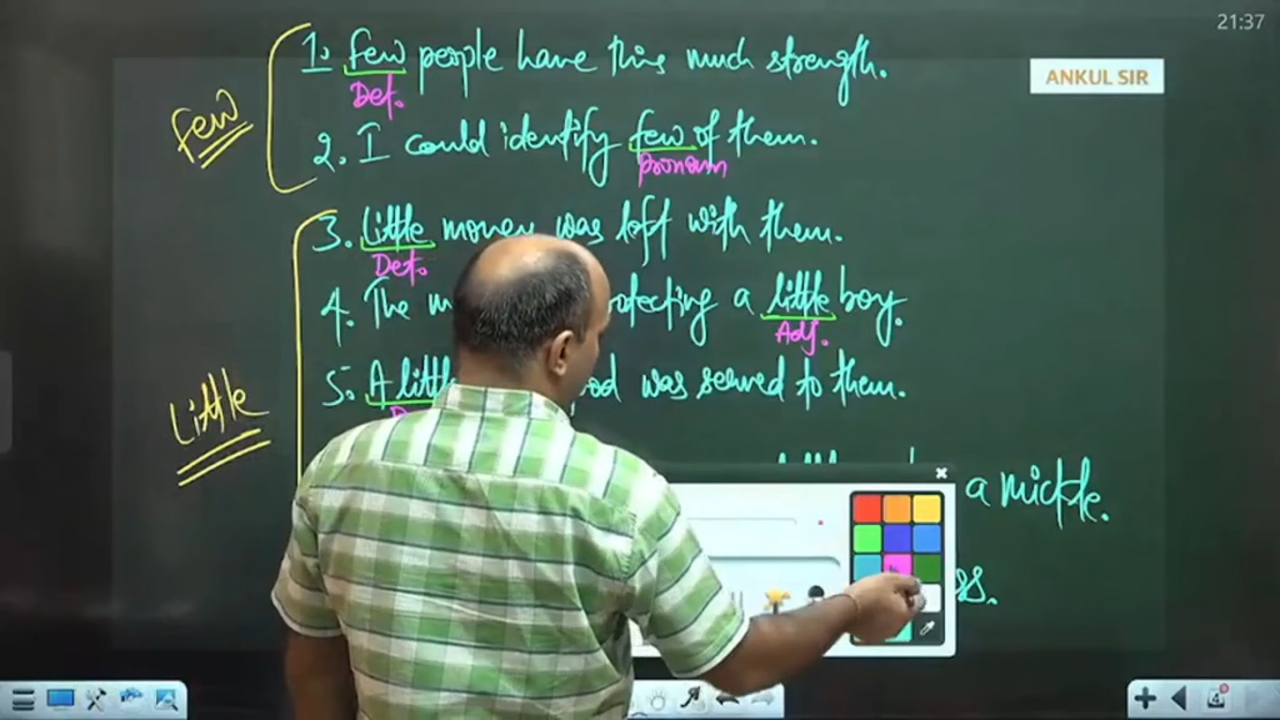 21:37
ANKUL SIR
1. Few people have this much strength.
Det.
Few
2. I could identify few of them.
pronoun
3. Little money was left with them.
Det.
4. The protecting a little boy.
Adj.
5. A little was served to them.
Little
a mickle.